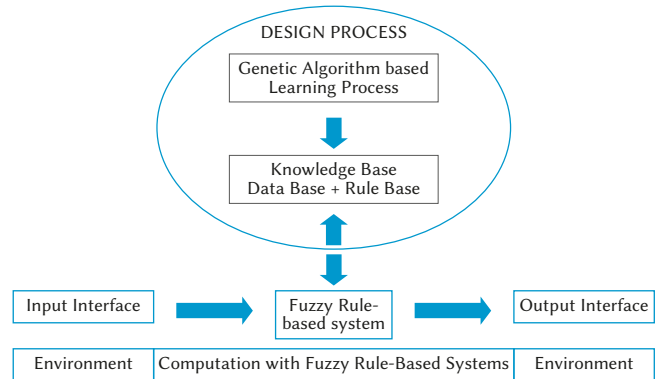 DESIGN PROCESS
Genetic Algorithm based
Learning Process
Knowledge Base
Data Base + Rule Base
Input Interface
Fuzzy Rule-
based system
Output Interface
Environment
Computation with Fuzzy Rule-Based Systems
Environment